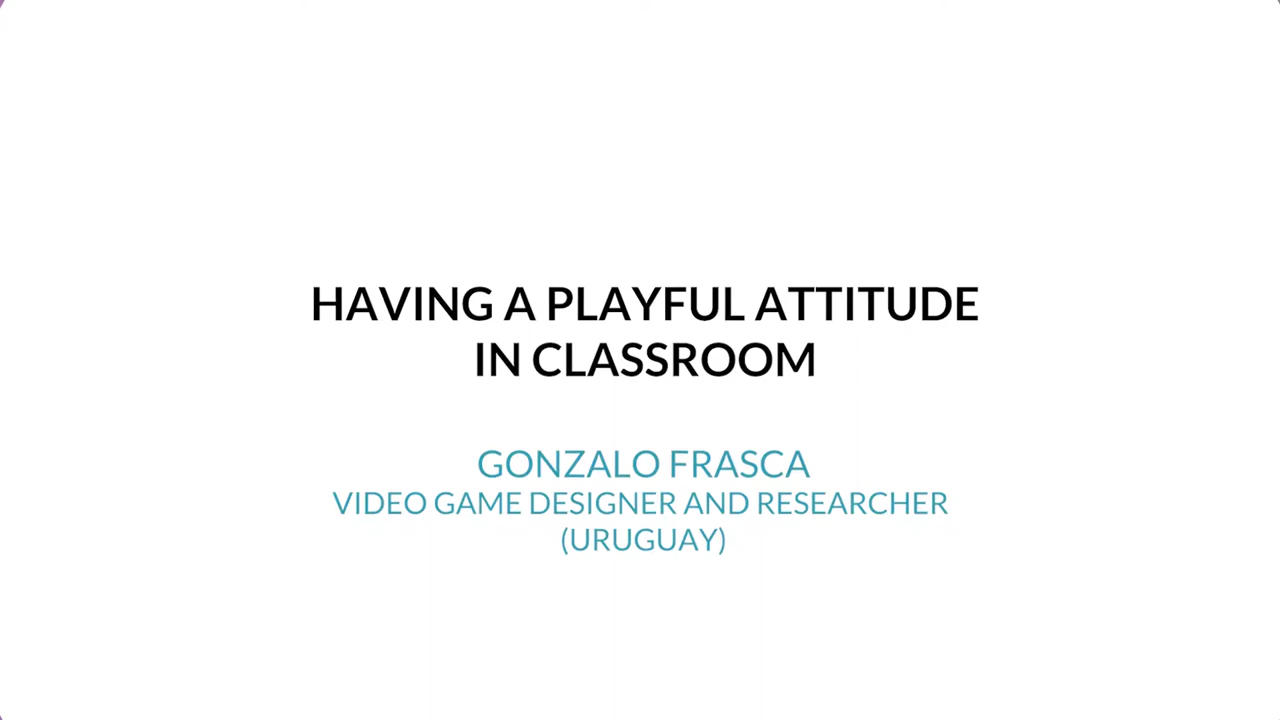 HAVING A PLAYFUL ATTITUDE
IN CLASSROOM
GONZALO FRASCA
VIDEO GAME DESIGNER AND RESEARCHER
(URUGUAY)